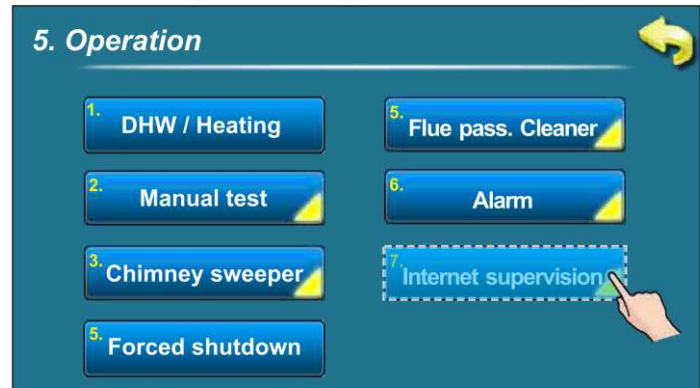 5. Operation
1. DHW / Heating
2. Manual test
3. Chimney sweeper
5. Forced shutdown
5. Flue pass. Cleaner
6. Alarm
7. Internet supervision